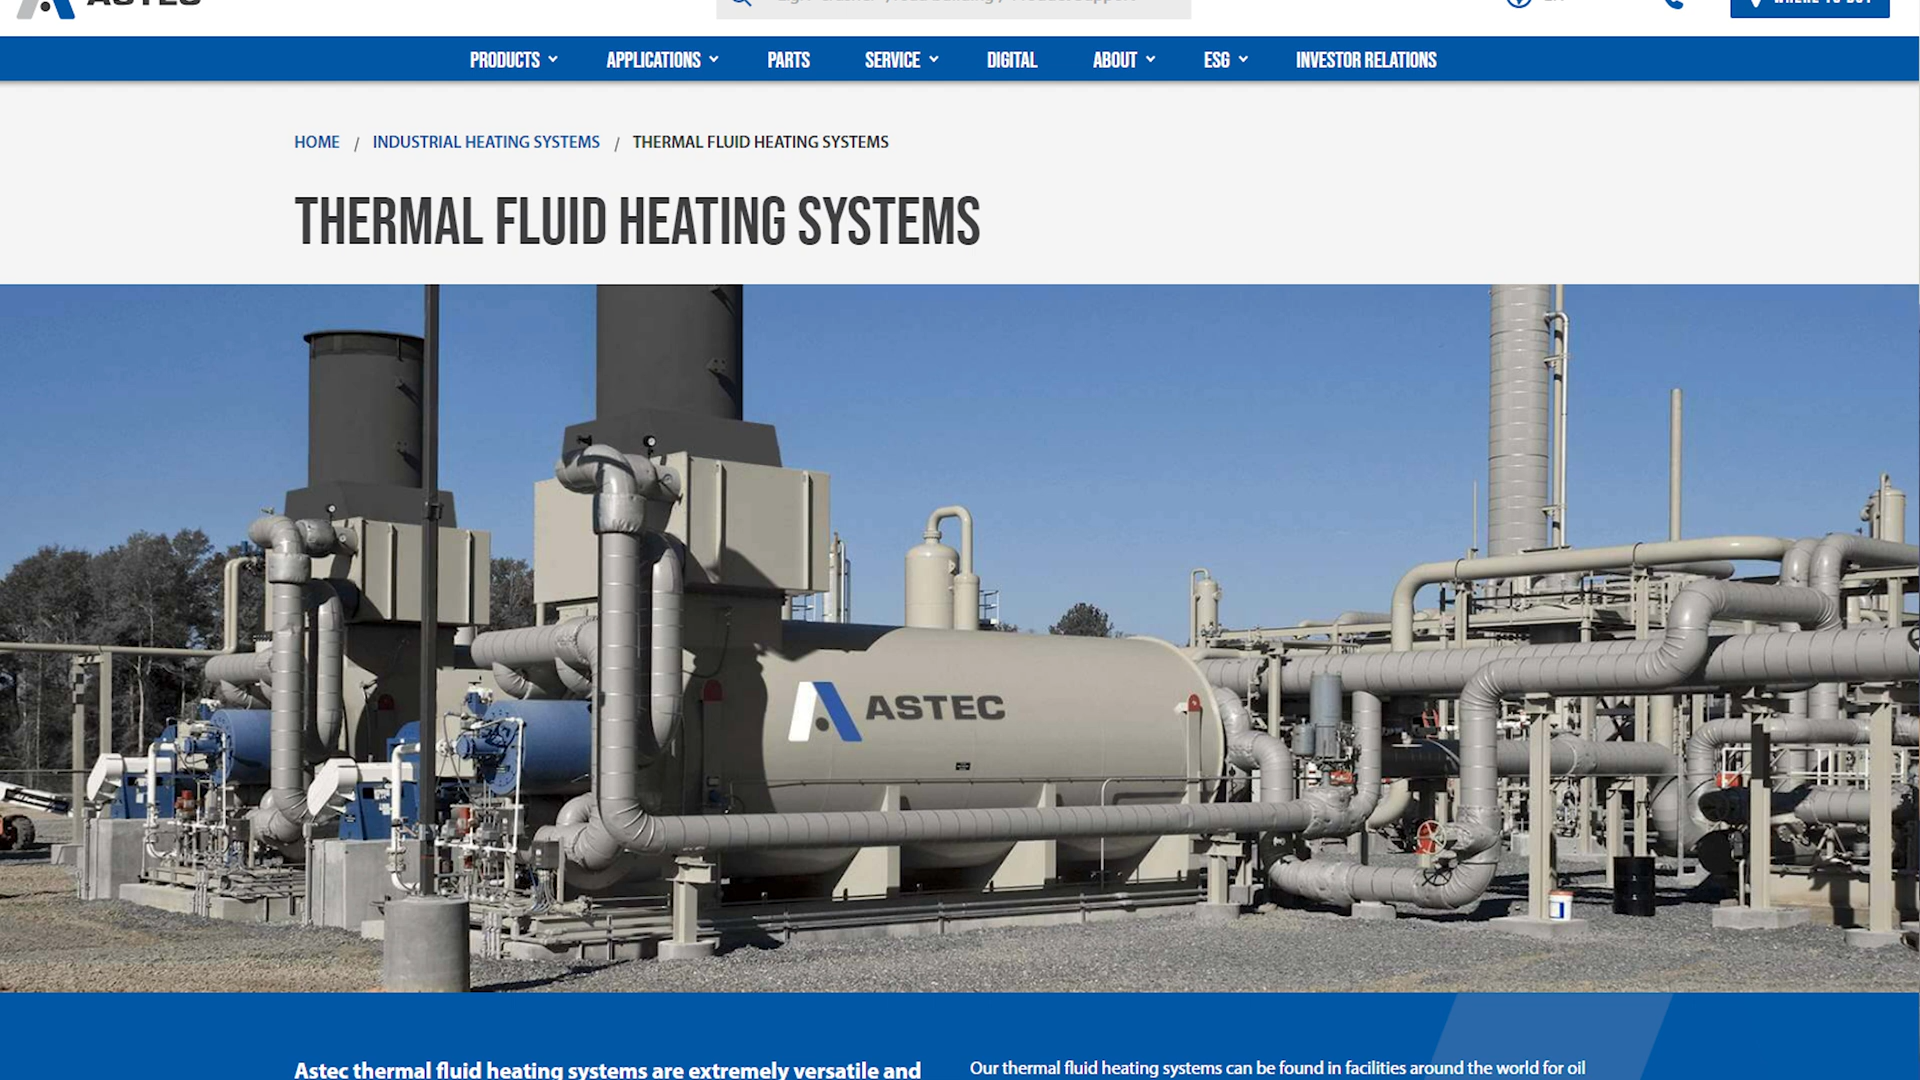 PRODUCTS APPLICATIONS PARTS SERVICE DIGITAL ABOUT ESG INVESTOR RELATIONS
HOME / INDUSTRIAL HEATING SYSTEMS / THERMAL FLUID HEATING SYSTEMS
THERMAL FLUID HEATING SYSTEMS
ASTEC
Astec thermal fluid heating systems are extremely versatile and
Our thermal fluid heating systems can be found in facilities around the world for oil